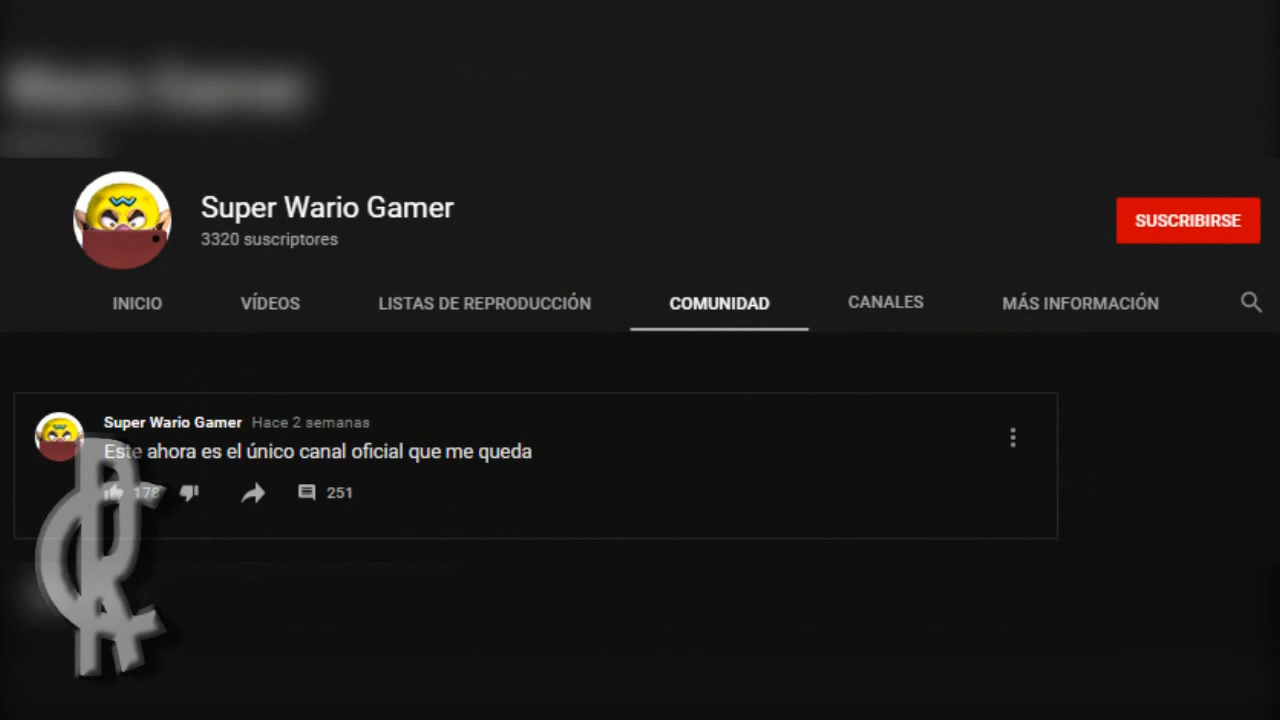 Super Wario Gamer
3320 suscriptores
SUSCRIBIRSE
INICIO VÍDEOS LISTAS DE REPRODUCCIÓN COMUNIDAD CANALES MÁS INFORMACIÓN
Super Wario Gamer Hace 2 semanas
Este ahora es el único canal oficial que me queda
178 251